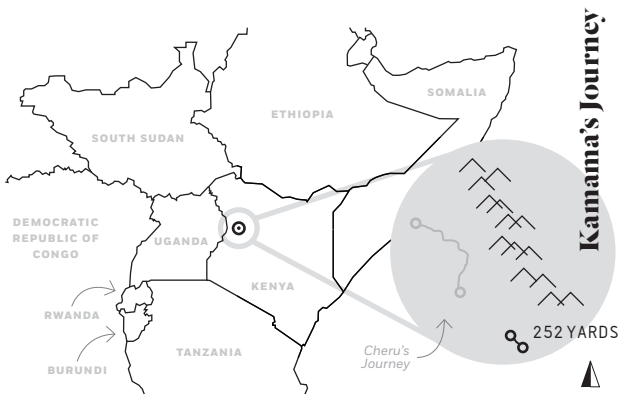 Kamama's Journey
SOMALIA
ETHIOPIA
SOUTH SUDAN
DEMOCRATIC
REPUBLIC OF
CONGO
UGANDA
KENYA
RWANDA
252 YARDS
Cheru's
Journey
TANZANIA
BURUNDI